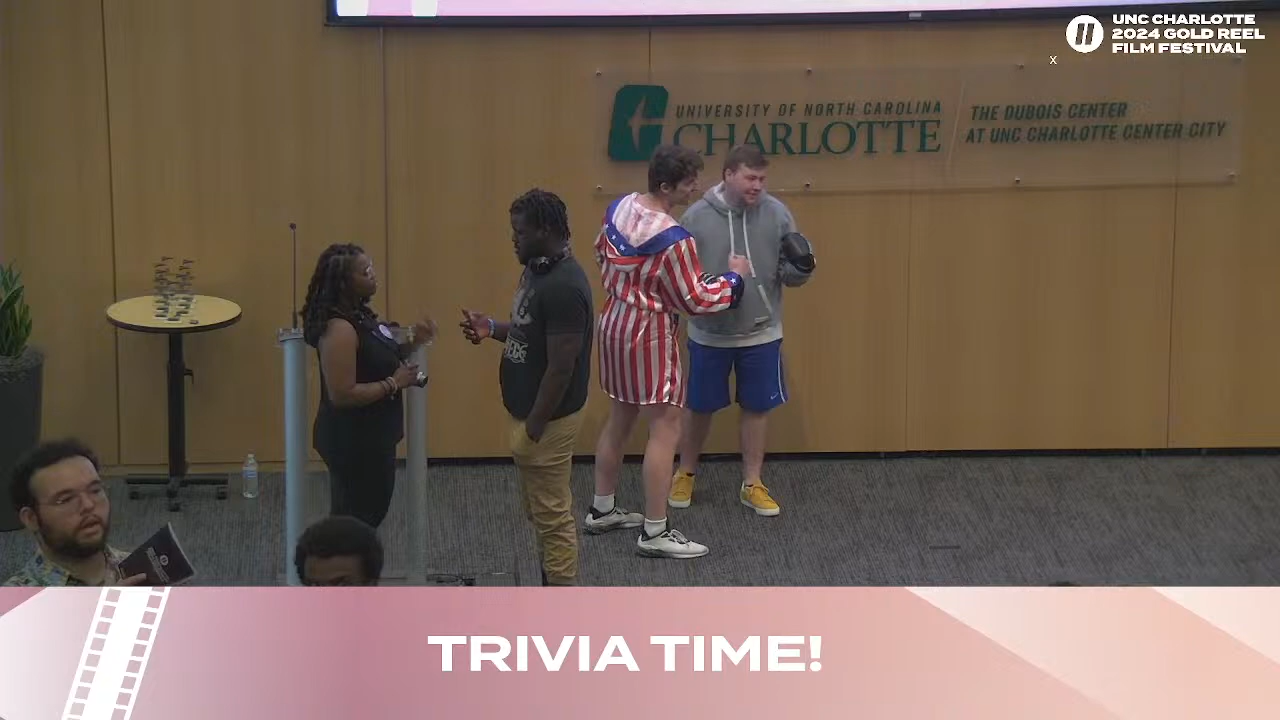 UNC CHARLOTTE
2024 GOLD REEL
FILM FESTIVAL
x
UNIVERSITY OF NORTH CAROLINA
CHARLOTTE
THE DUBOIS CENTER
AT UNC CHARLOTTE CENTER CITY
TRIVIA TIME!